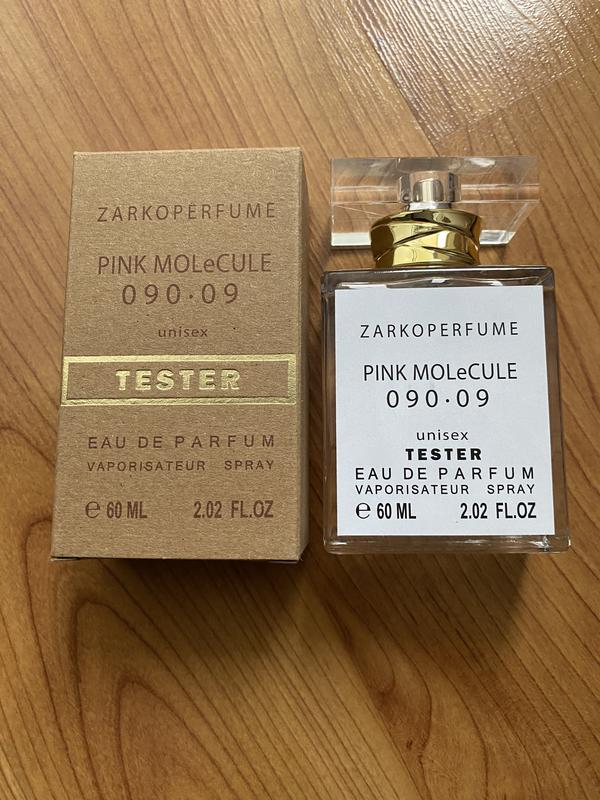 ZARKOPERFUME
PINK MOLeCULE
090·09
unisex
TESTER
EAU DE PARFUM
VAPORISATEUR SPRAY
℮ 60 ML 2.02 FL.OZ
ZARKOPERFUME
PINK MOLeCULE
090·09
unisex
TESTER
EAU DE PARFUM
VAPORISATEUR SPRAY
℮ 60 ML 2.02 FL.OZ